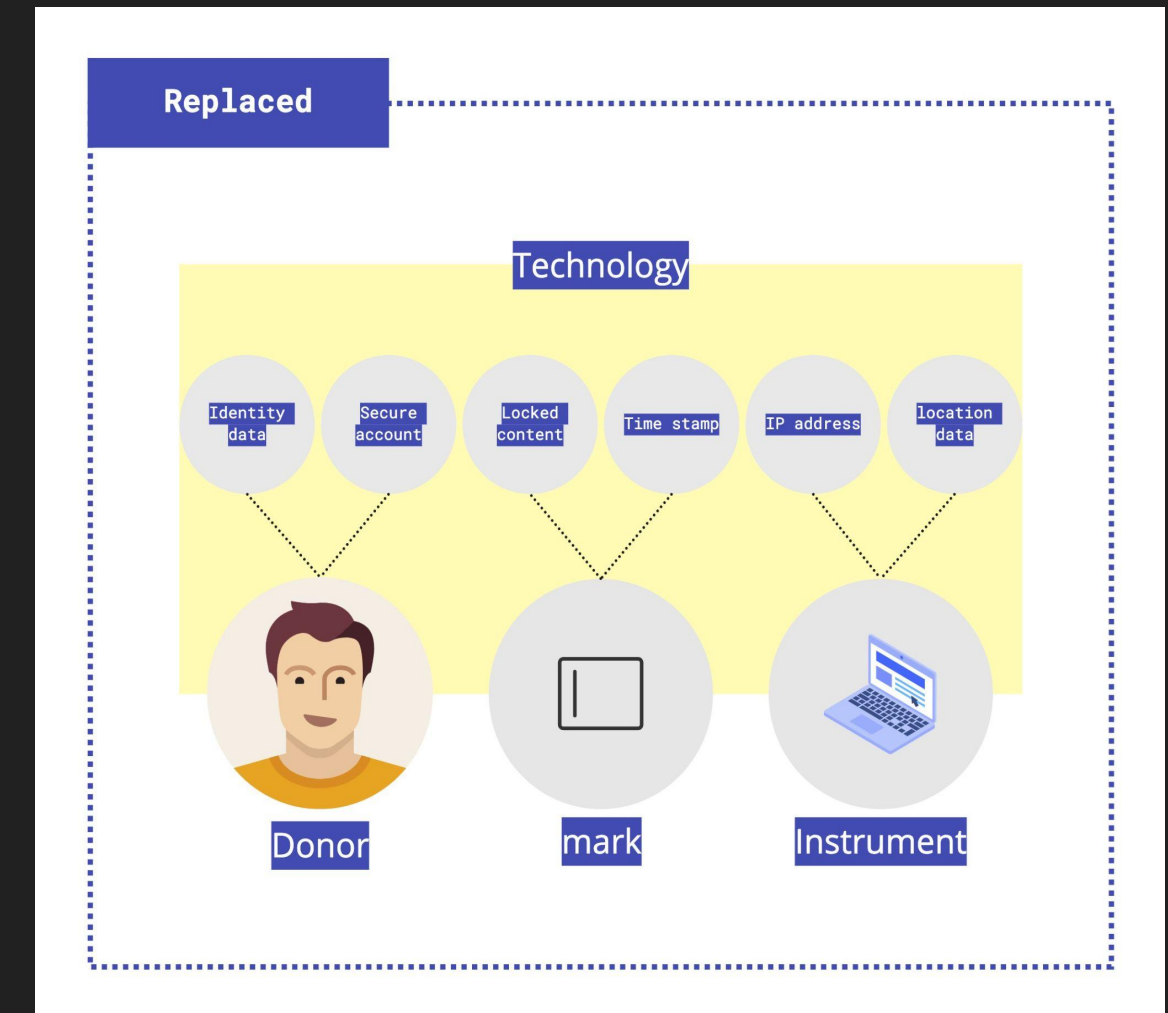 Replaced
Technology
Identity
data
Secure
account
Locked
content
Time stamp
IP address
location
data
Donor
mark
Instrument